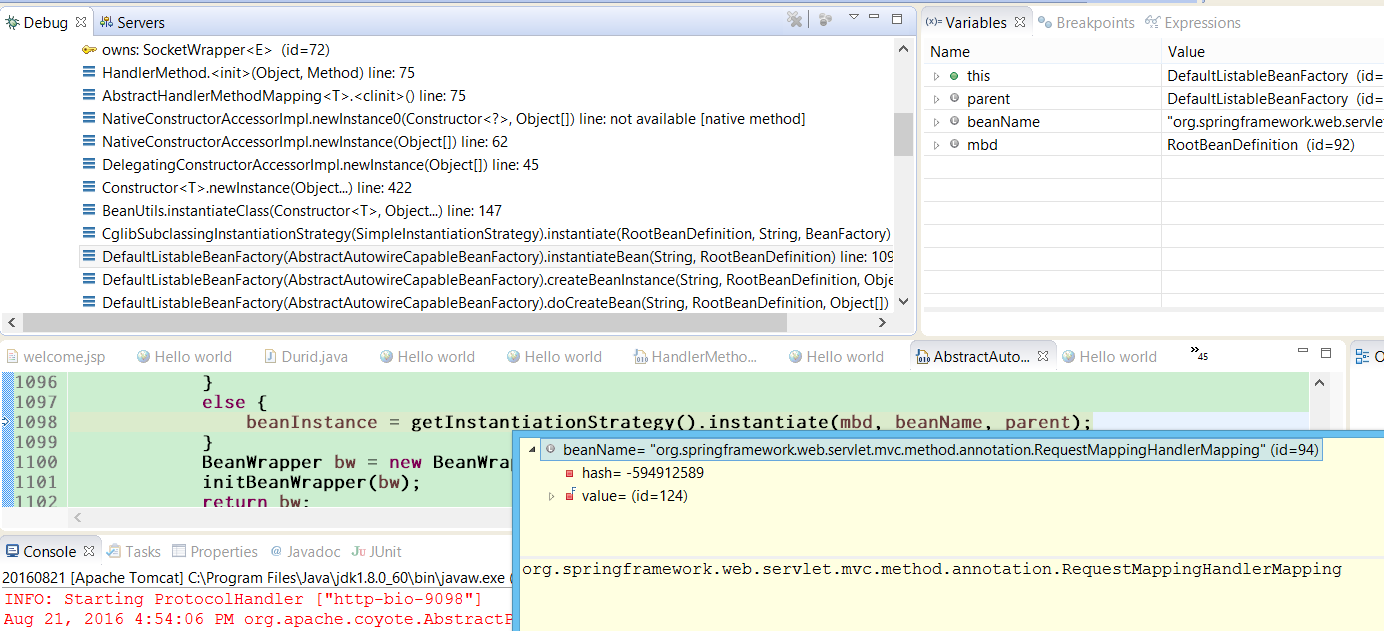 Debug Servers
owns: SocketWrapper<E> (id=72)
HandlerMethod.<init>(Object, Method) line: 75
AbstractHandlerMethodMapping<T>.<clinit>() line: 75
NativeConstructorAccessorImpl.newInstance0(Constructor<?>, Object[]) line: not available [native method]
NativeConstructorAccessorImpl.newInstance(Object[]) line: 62
DelegatingConstructorAccessorImpl.newInstance(Object[]) line: 45
Constructor<T>.newInstance(Object...) line: 422
BeanUtils.instantiateClass(Constructor<T>, Object...) line: 147
CglibSubclassingInstantiationStrategy(SimpleInstantiationStrategy).instantiate(RootBeanDefinition, String, BeanFactory)
DefaultListableBeanFactory(AbstractAutowireCapableBeanFactory).instantiateBean(String, RootBeanDefinition) line: 109
DefaultListableBeanFactory(AbstractAutowireCapableBeanFactory).createBeanInstance(String, RootBeanDefinition, Obje
DefaultListableBeanFactory(AbstractAutowireCapableBeanFactory).doCreateBean(String, RootBeanDefinition, Object[])
(x)= Variables Breakpoints Expressions
Name Value
this DefaultListableBeanFactory (id=
parent DefaultListableBeanFactory (id=
beanName "org.springframework.web.servlet
mbd RootBeanDefinition (id=92)
welcome.jsp Hello world Durid.java Hello world Hello world HandlerMetho... Hello world AbstractAuto... Hello world »45 O
1096 }
1097 else {
1098 beanInstance = getInstantiationStrategy().instantiate(mbd, beanName, parent);
1099 }
1100 BeanWrapper bw = new BeanWra
1101 initBeanWrapper(bw);
1102 return bw;
beanName= "org.springframework.web.servlet.mvc.method.annotation.RequestMappingHandlerMapping" (id=94)
hash= -594912589
value= (id=124)
org.springframework.web.servlet.mvc.method.annotation.RequestMappingHandlerMapping
Console Tasks Properties @ Javadoc Ju JUnit
20160821 [Apache Tomcat] C:\Program Files\Java\jdk1.8.0_60\bin\javaw.exe (
INFO: Starting ProtocolHandler ["http-bio-9098"]
Aug 21, 2016 4:54:06 PM org.apache.coyote.AbstractP